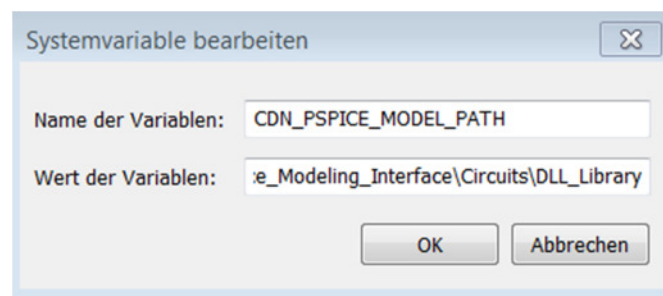 Systemvariable bearbeiten
Name der Variablen: CDN_PSPICE_MODEL_PATH
Wert der Variablen: :e_Modeling_Interface\Circuits\DLL_Library
OK Abbrechen